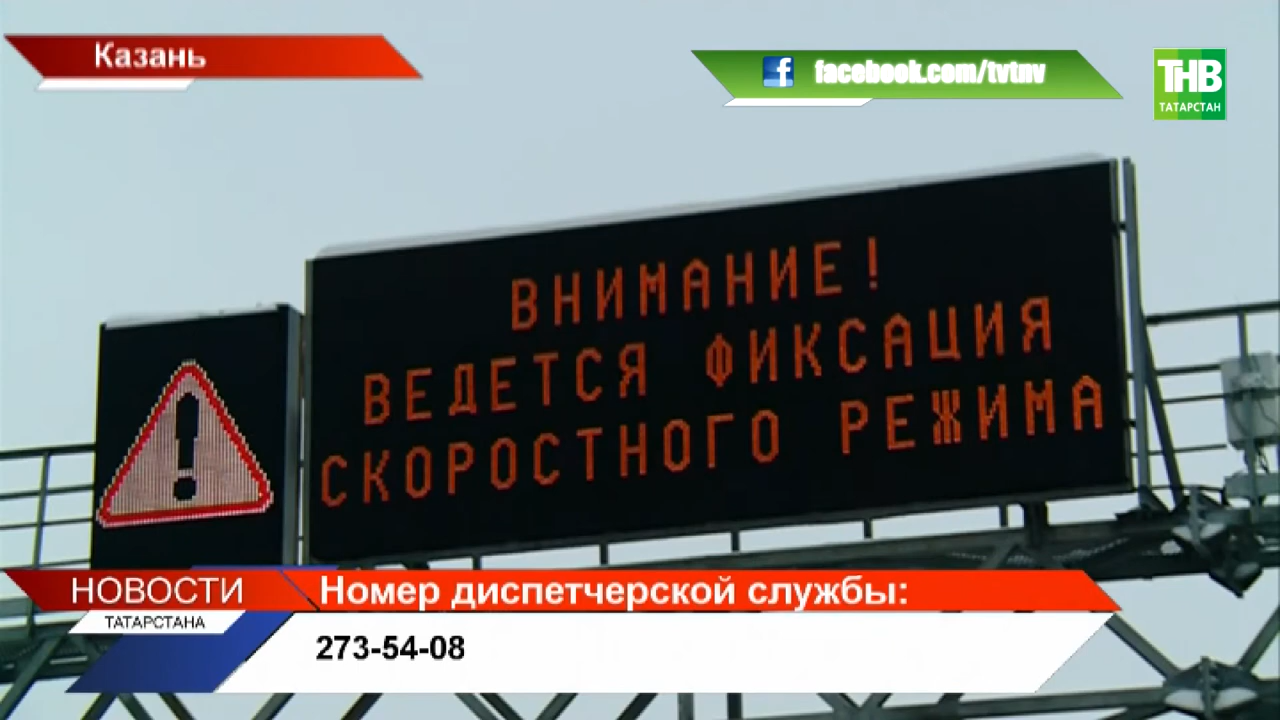 Казань
facebook.com/tvtnv
ТНВ
ТАТАРСТАН
ВНИМАНИЕ!
ВЕДЕТСЯ ФИКСАЦИЯ
СКОРОСТНОГО РЕЖИМА
НОВОСТИ
ТАТАРСТАНА
Номер диспетчерской службы:
273-54-08